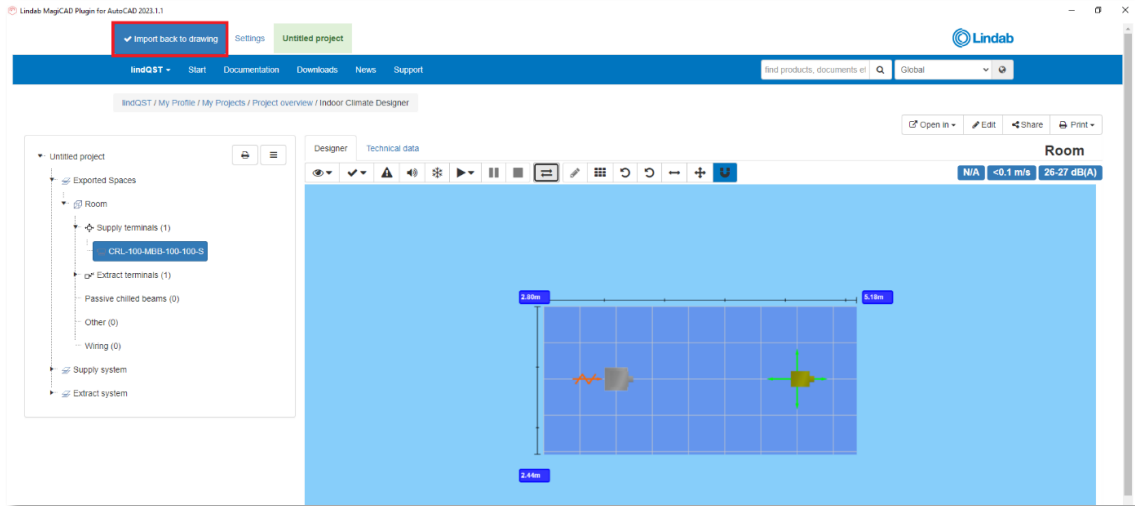 Lindab MagiCAD Plugin for AutoCAD 2023.1.1
Import back to drawing Settings Untitled project
Lindab
lindQST Start Documentation Downloads News Support
find products, documents et Global
lindQST / My Profile / My Projects / Project overview / Indoor Climate Designer
Open in Edit Share Print
Untitled project
Exported Spaces
Room
Supply terminals (1)
CRL-100-MBB-100-100-S
Extract terminals (1)
Passive chilled beams (0)
Other (0)
Wiring (0)
Supply system
Extract system
Designer Technical data
Room
N/A <0.1 m/s 26-27 dB(A)
2.80m 5.18m
2.44m